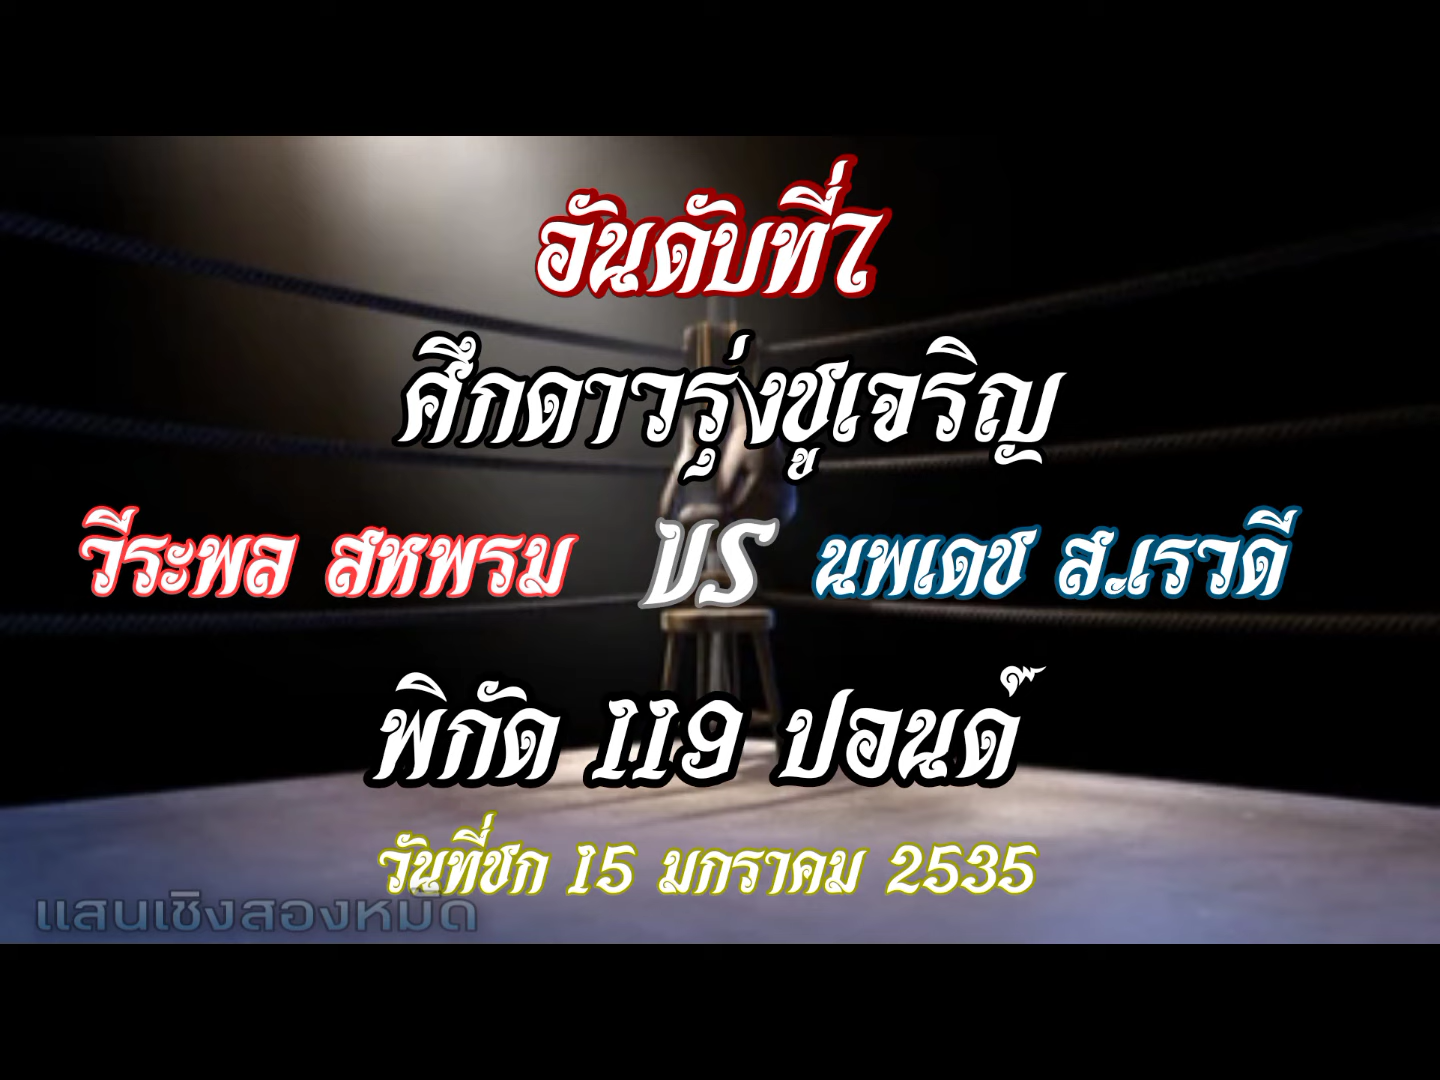 อันดับที่7
ศึกดาวรุ่งชูเจริญ
วีระพล สหพรม vs นพเดช ส.เรวดี
พิกัด 119 ปอนด์
วันที่ชก 15 มกราคม 2535
แสนเชิงสองหมัด